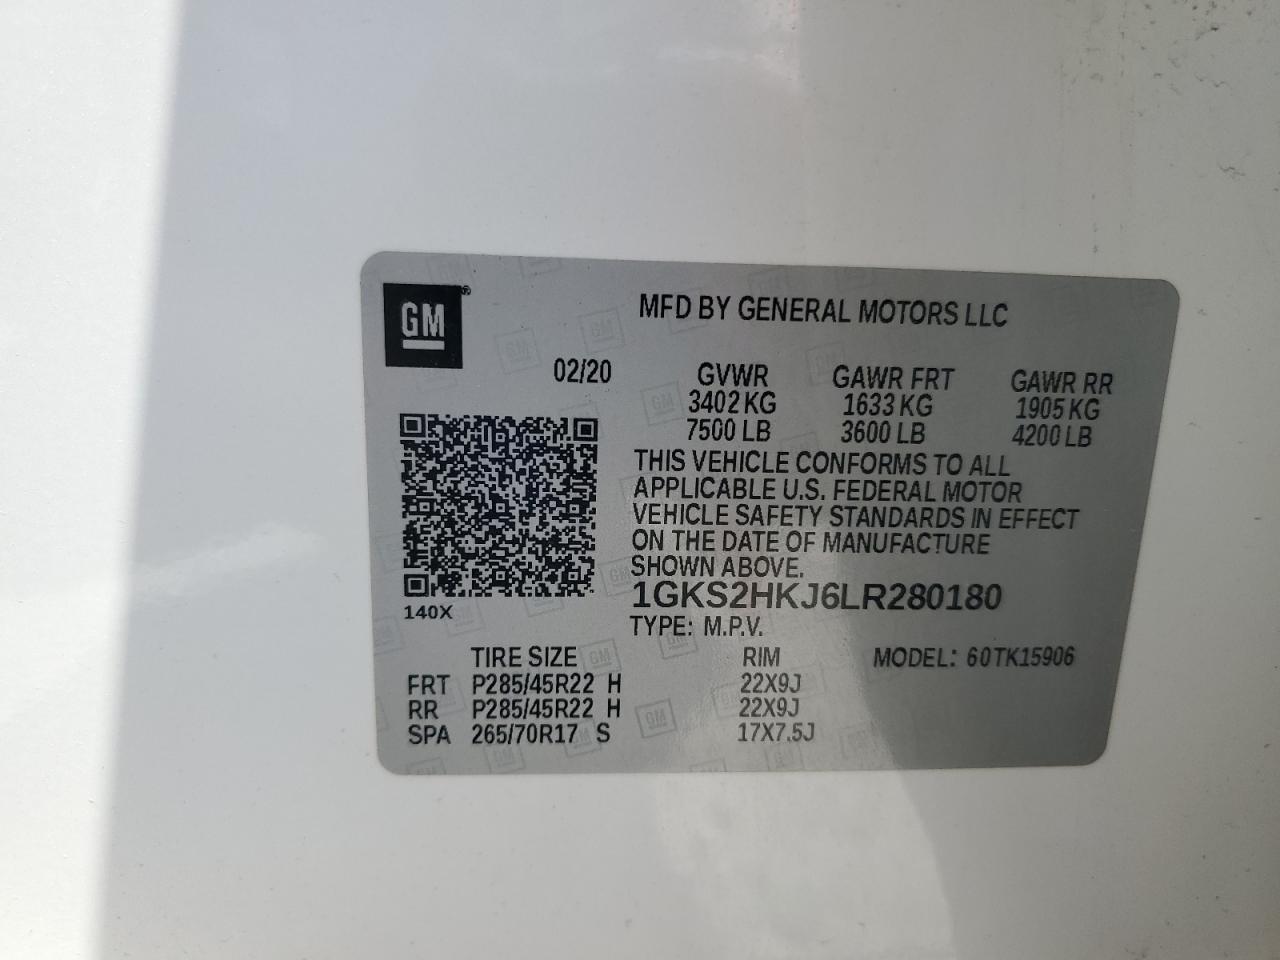 GM®
MFD BY GENERAL MOTORS LLC
02/20
GVWR GAWR FRT GAWR RR
3402 KG 1633 KG 1905 KG
7500 LB 3600 LB 4200 LB
THIS VEHICLE CONFORMS TO ALL
APPLICABLE U.S. FEDERAL MOTOR
VEHICLE SAFETY STANDARDS IN EFFECT
ON THE DATE OF MANUFACTURE
SHOWN ABOVE.
1GKS2HKJ6LR280180
140X
TYPE: M.P.V.
TIRE SIZE RIM MODEL: 60TK15906
FRT P285/45R22 H 22X9J
RR P285/45R22 H 22X9J
SPA 265/70R17 S 17X7.5J